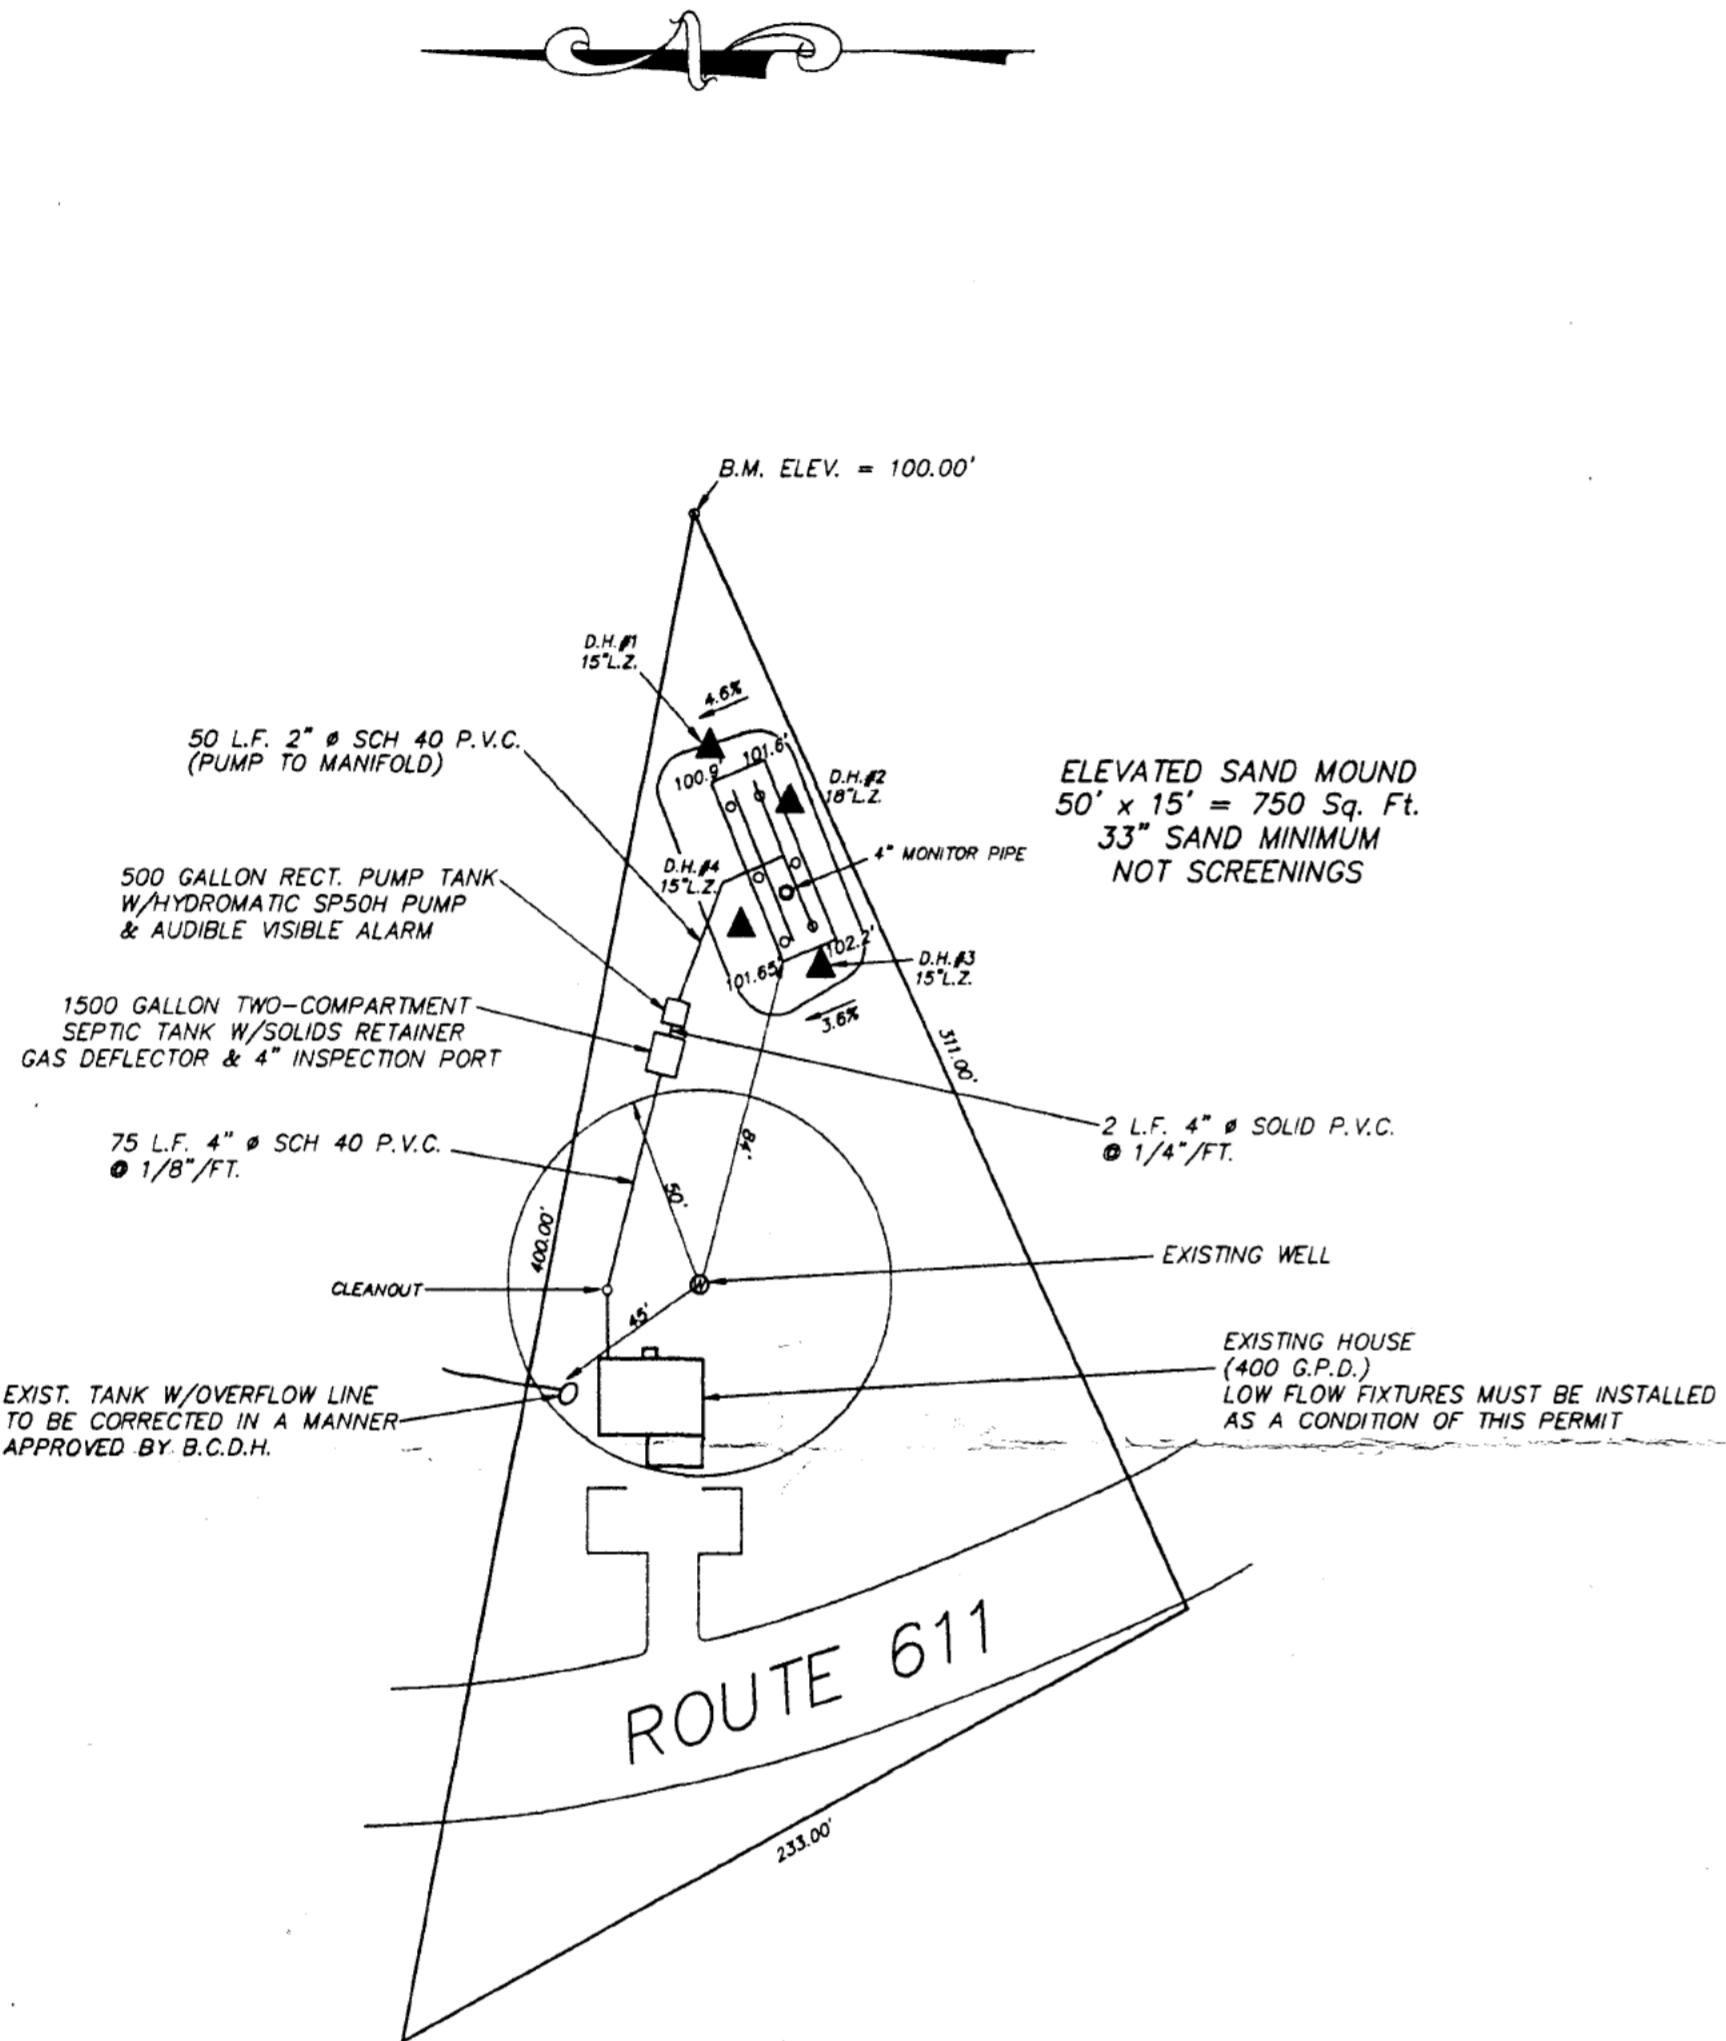 B.M. ELEV. = 100.00'
D.H.#1
15"L.Z.
4.6%
50 L.F. 2" ø SCH 40 P.V.C.
(PUMP TO MANIFOLD)
100.9'
101.6'
D.H.#2
18"L.Z.
ELEVATED SAND MOUND
50' x 15' = 750 Sq. Ft.
33" SAND MINIMUM
NOT SCREENINGS
4" MONITOR PIPE
D.H.#4
15"L.Z.
500 GALLON RECT. PUMP TANK
W/HYDROMATIC SP50H PUMP
& AUDIBLE VISIBLE ALARM
102.2'
101.65'
D.H.#3
15"L.Z.
3.6%
1500 GALLON TWO-COMPARTMENT
SEPTIC TANK W/SOLIDS RETAINER
GAS DEFLECTOR & 4" INSPECTION PORT
311.00'
2 L.F. 4" ø SOLID P.V.C.
@ 1/4"/FT.
75 L.F. 4" ø SCH 40 P.V.C.
@ 1/8"/FT.
84'
50'
400.00'
EXISTING WELL
W
CLEANOUT
45'
EXISTING HOUSE
(400 G.P.D.)
LOW FLOW FIXTURES MUST BE INSTALLED
AS A CONDITION OF THIS PERMIT
EXIST. TANK W/OVERFLOW LINE
TO BE CORRECTED IN A MANNER
APPROVED BY B.C.D.H.
ROUTE 611
233.00'